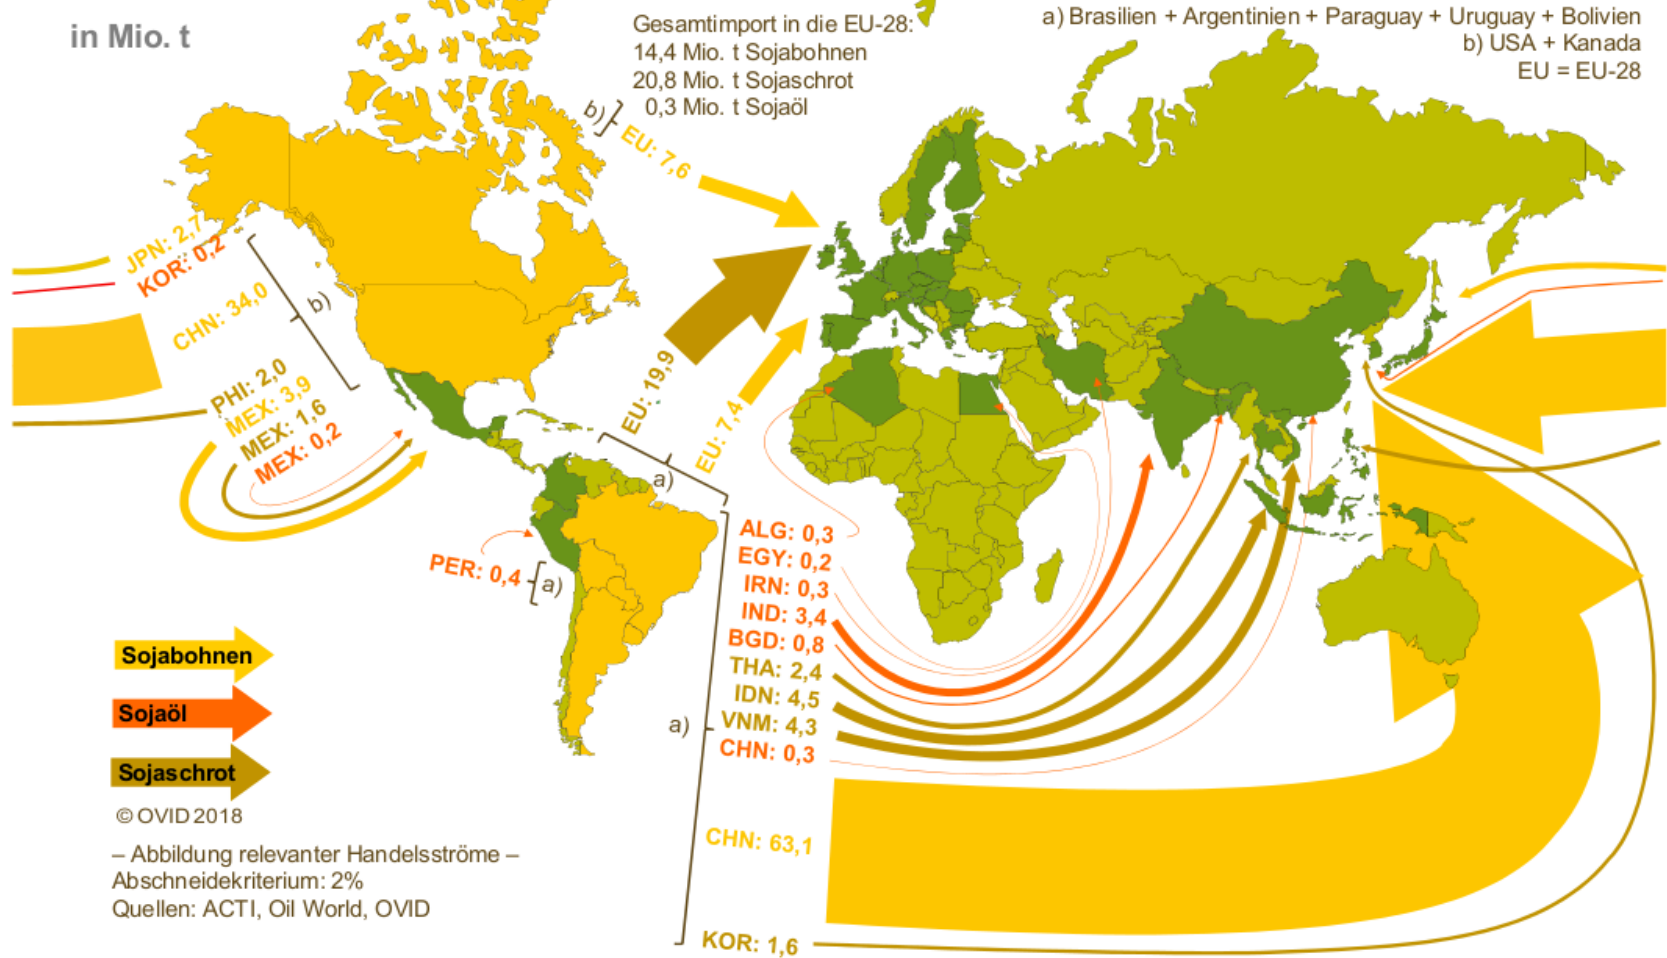 in Mio. t
Gesamtimport in die EU-28:
14,4 Mio. t Sojabohnen
20,8 Mio. t Sojaschrot
0,3 Mio. t Sojaöl
a) Brasilien + Argentinien + Paraguay + Uruguay + Bolivien
b) USA + Kanada
EU = EU-28
b)
EU: 7,6
JPN: 2,7
KOR: 0,2
CHN: 34,0
b)
PHI: 2,0
MEX: 3,9
MEX: 1,6
MEX: 0,2
EU: 19,9
EU: 7,4
a)
PER: 0,4
a)
ALG: 0,3
EGY: 0,2
IRN: 0,3
IND: 3,4
BGD: 0,8
THA: 2,4
IDN: 4,5
VNM: 4,3
CHN: 0,3
a)
CHN: 63,1
KOR: 1,6
Sojabohnen
Sojaöl
Sojaschrot
© OVID 2018
– Abbildung relevanter Handelsströme –
Abschneidekriterium: 2%
Quellen: ACTI, Oil World, OVID